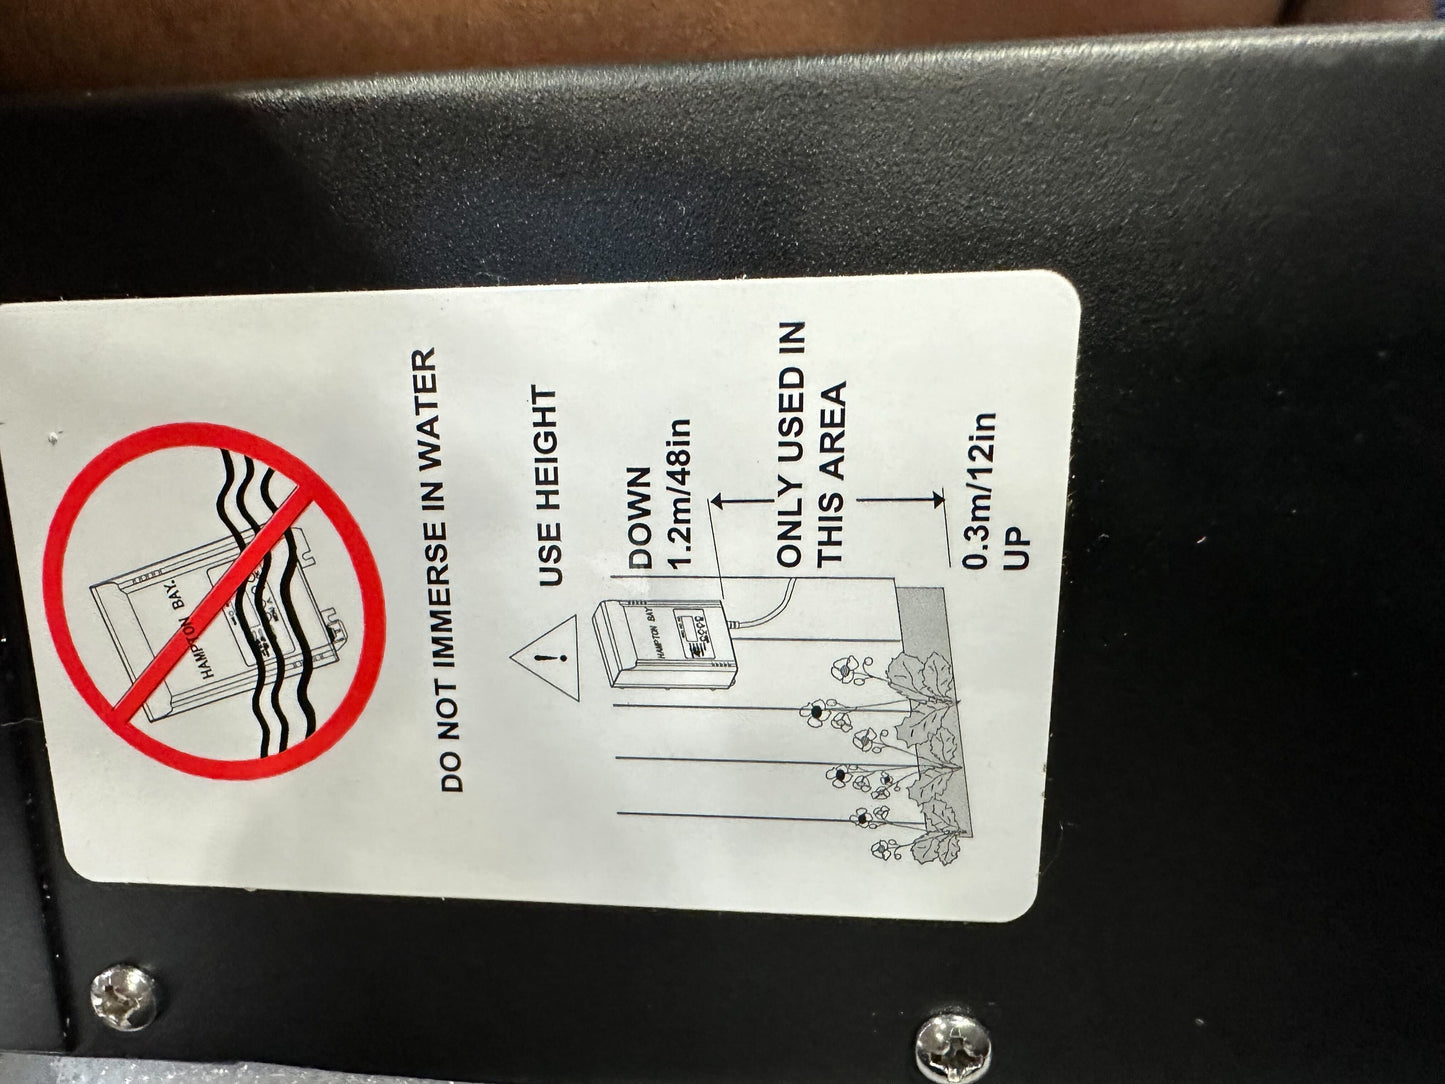 HAMPTON BAY.
DO NOT IMMERSE IN WATER
USE HEIGHT
!
DOWN
1.2m/48in
HAMPTON BAY
ONLY USED IN
THIS AREA
0.3m/12in
UP